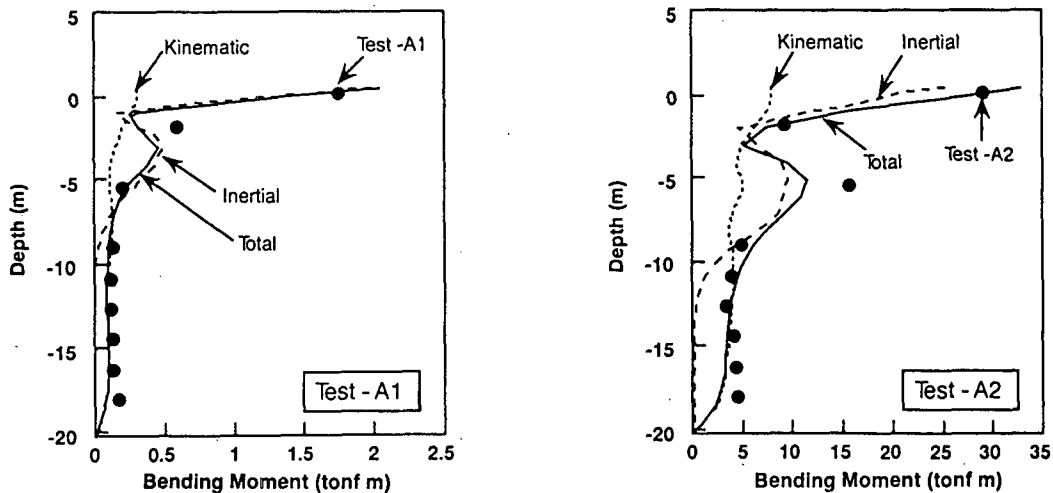 5
0
-5
-10
-15
-20
Depth (m)
Kinematic
Test -A1
Inertial
Total
Test - A1
0 0.5 1 1.5 2 2.5
Bending Moment (tonf m)
5
0
-5
-10
-15
-20
Depth (m)
Kinematic
Inertial
Total
Test-A2
Test - A2
0 5 10 15 20 25 30 35
Bending Moment (tonf m)